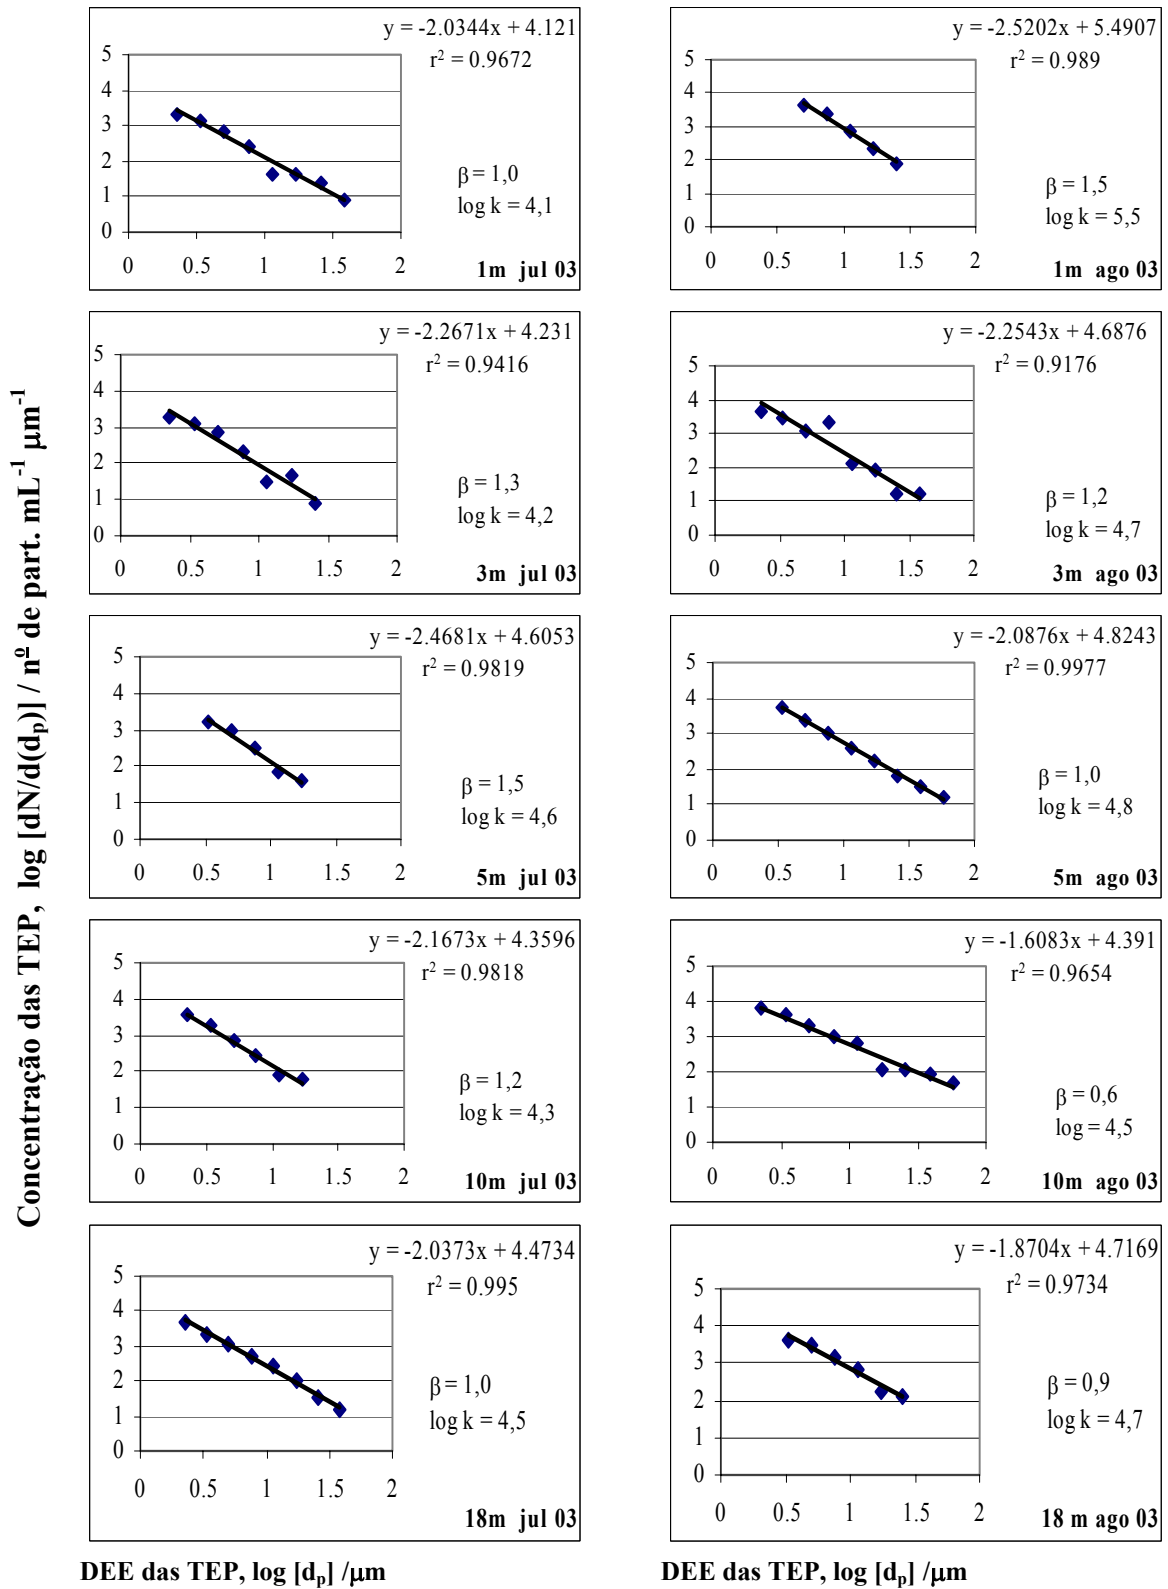 Concentração das TEP, log [dN/d(dₚ)] / nº de part. mL⁻¹ µm⁻¹
y = -2.0344x + 4.121
r² = 0.9672
5
4
3
2
1
0
0 0.5 1 1.5 2
β = 1,0
log k = 4,1
1m jul 03
y = -2.5202x + 5.4907
r² = 0.989
5
4
3
2
1
0
0 0.5 1 1.5 2
β = 1,5
log k = 5,5
1m ago 03
y = -2.2671x + 4.231
r² = 0.9416
5
4
3
2
1
0
0 0.5 1 1.5 2
β = 1,3
log k = 4,2
3m jul 03
y = -2.2543x + 4.6876
r² = 0.9176
5
4
3
2
1
0
0 0.5 1 1.5 2
β = 1,2
log k = 4,7
3m ago 03
y = -2.4681x + 4.6053
r² = 0.9819
5
4
3
2
1
0
0 0.5 1 1.5 2
β = 1,5
log k = 4,6
5m jul 03
y = -2.0876x + 4.8243
r² = 0.9977
5
4
3
2
1
0
0 0.5 1 1.5 2
β = 1,0
log k = 4,8
5m ago 03
y = -2.1673x + 4.3596
r² = 0.9818
5
4
3
2
1
0
0 0.5 1 1.5 2
β = 1,2
log k = 4,3
10m jul 03
y = -1.6083x + 4.391
r² = 0.9654
5
4
3
2
1
0
0 0.5 1 1.5 2
β = 0,6
log = 4,5
10m ago 03
y = -2.0373x + 4.4734
r² = 0.995
5
4
3
2
1
0
0 0.5 1 1.5 2
β = 1,0
log k = 4,5
18m jul 03
y = -1.8704x + 4.7169
r² = 0.9734
5
4
3
2
1
0
0 0.5 1 1.5 2
β = 0,9
log k = 4,7
18 m ago 03
DEE das TEP, log [dₚ] /µm
DEE das TEP, log [dₚ] /µm